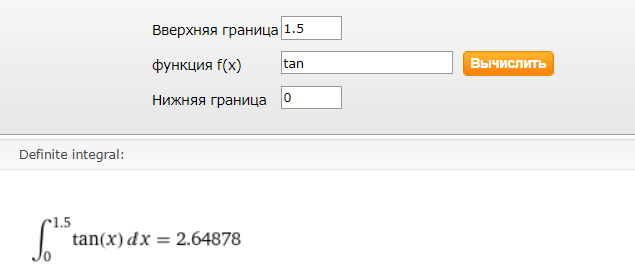 Вверхняя граница 1.5
функция f(x) tan Вычислить
Нижняя граница 0
Definite integral:
∫₀^1.5 tan(x) dx = 2.64878